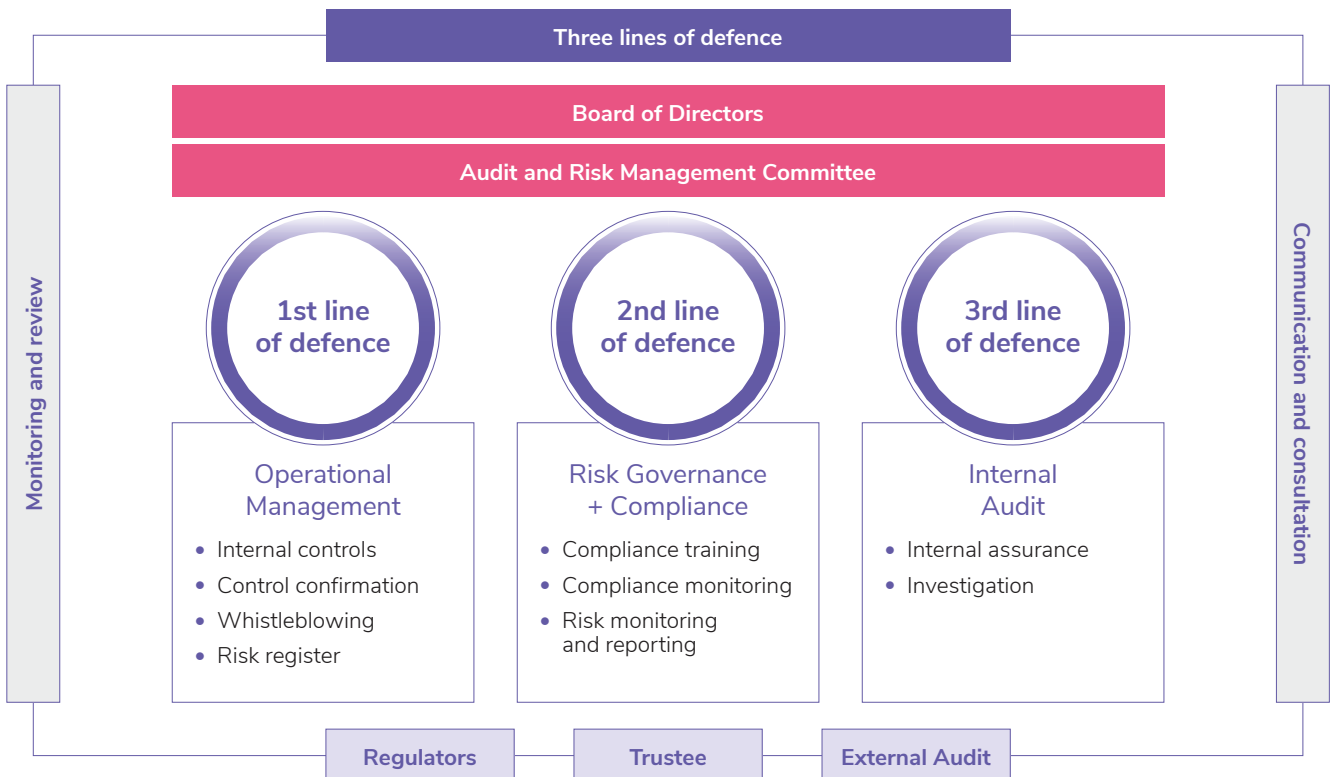 Three lines of defence
Board of Directors
Audit and Risk Management Committee
Monitoring and review
1st line
of defence
Operational
Management
• Internal controls
• Control confirmation
• Whistleblowing
• Risk register
2nd line
of defence
Risk Governance
+ Compliance
• Compliance training
• Compliance monitoring
• Risk monitoring
and reporting
3rd line
of defence
Internal
Audit
• Internal assurance
• Investigation
Communication and consultation
Regulators
Trustee
External Audit